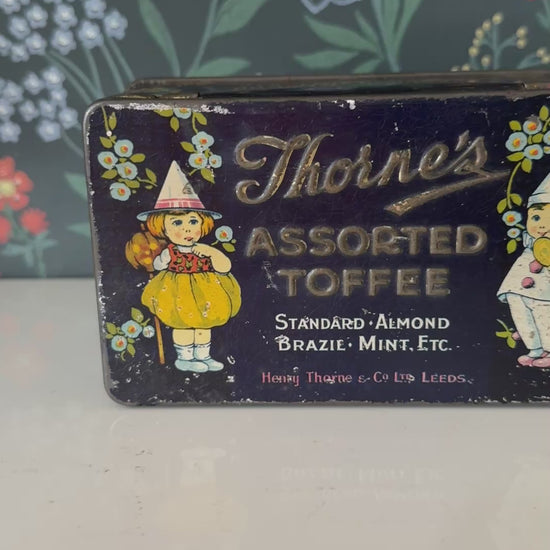 Thorne's
ASSORTED
TOFFEE
STANDARD · ALMOND
BRAZIE · MINT, ETC.
Henry Thorne & Co LTD LEEDS.